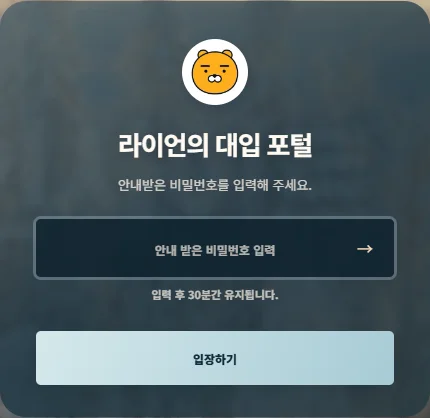 라이언의 대입 포털
안내받은 비밀번호를 입력해 주세요.
안내 받은 비밀번호 입력 →
입력 후 30분간 유지됩니다.
입장하기